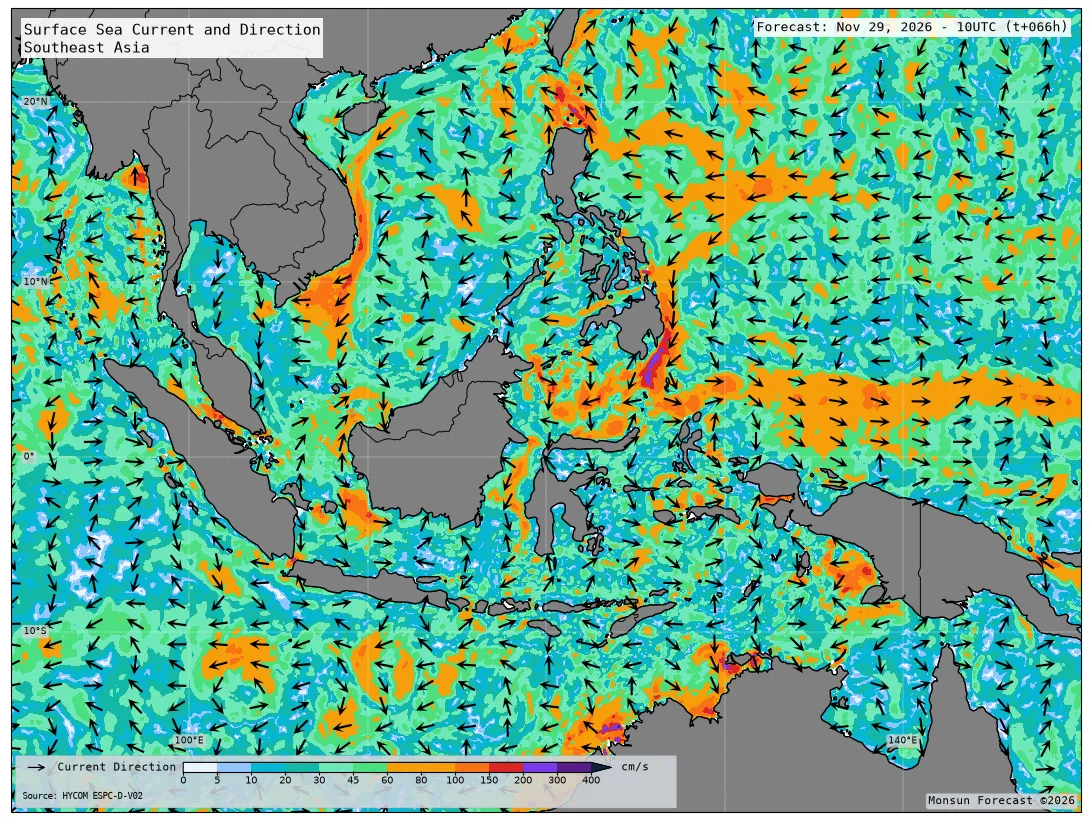 Surface Sea Current and Direction
Southeast Asia
Forecast: Nov 29, 2026 - 10UTC (t+066h)
20°N
10°N
0°
10°S
100°E
140°E
Current Direction
cm/s
0 5 10 20 30 45 60 80 100 150 200 300 400
Source: HYCOM ESPC-D-V02
Monsun Forecast ©2026